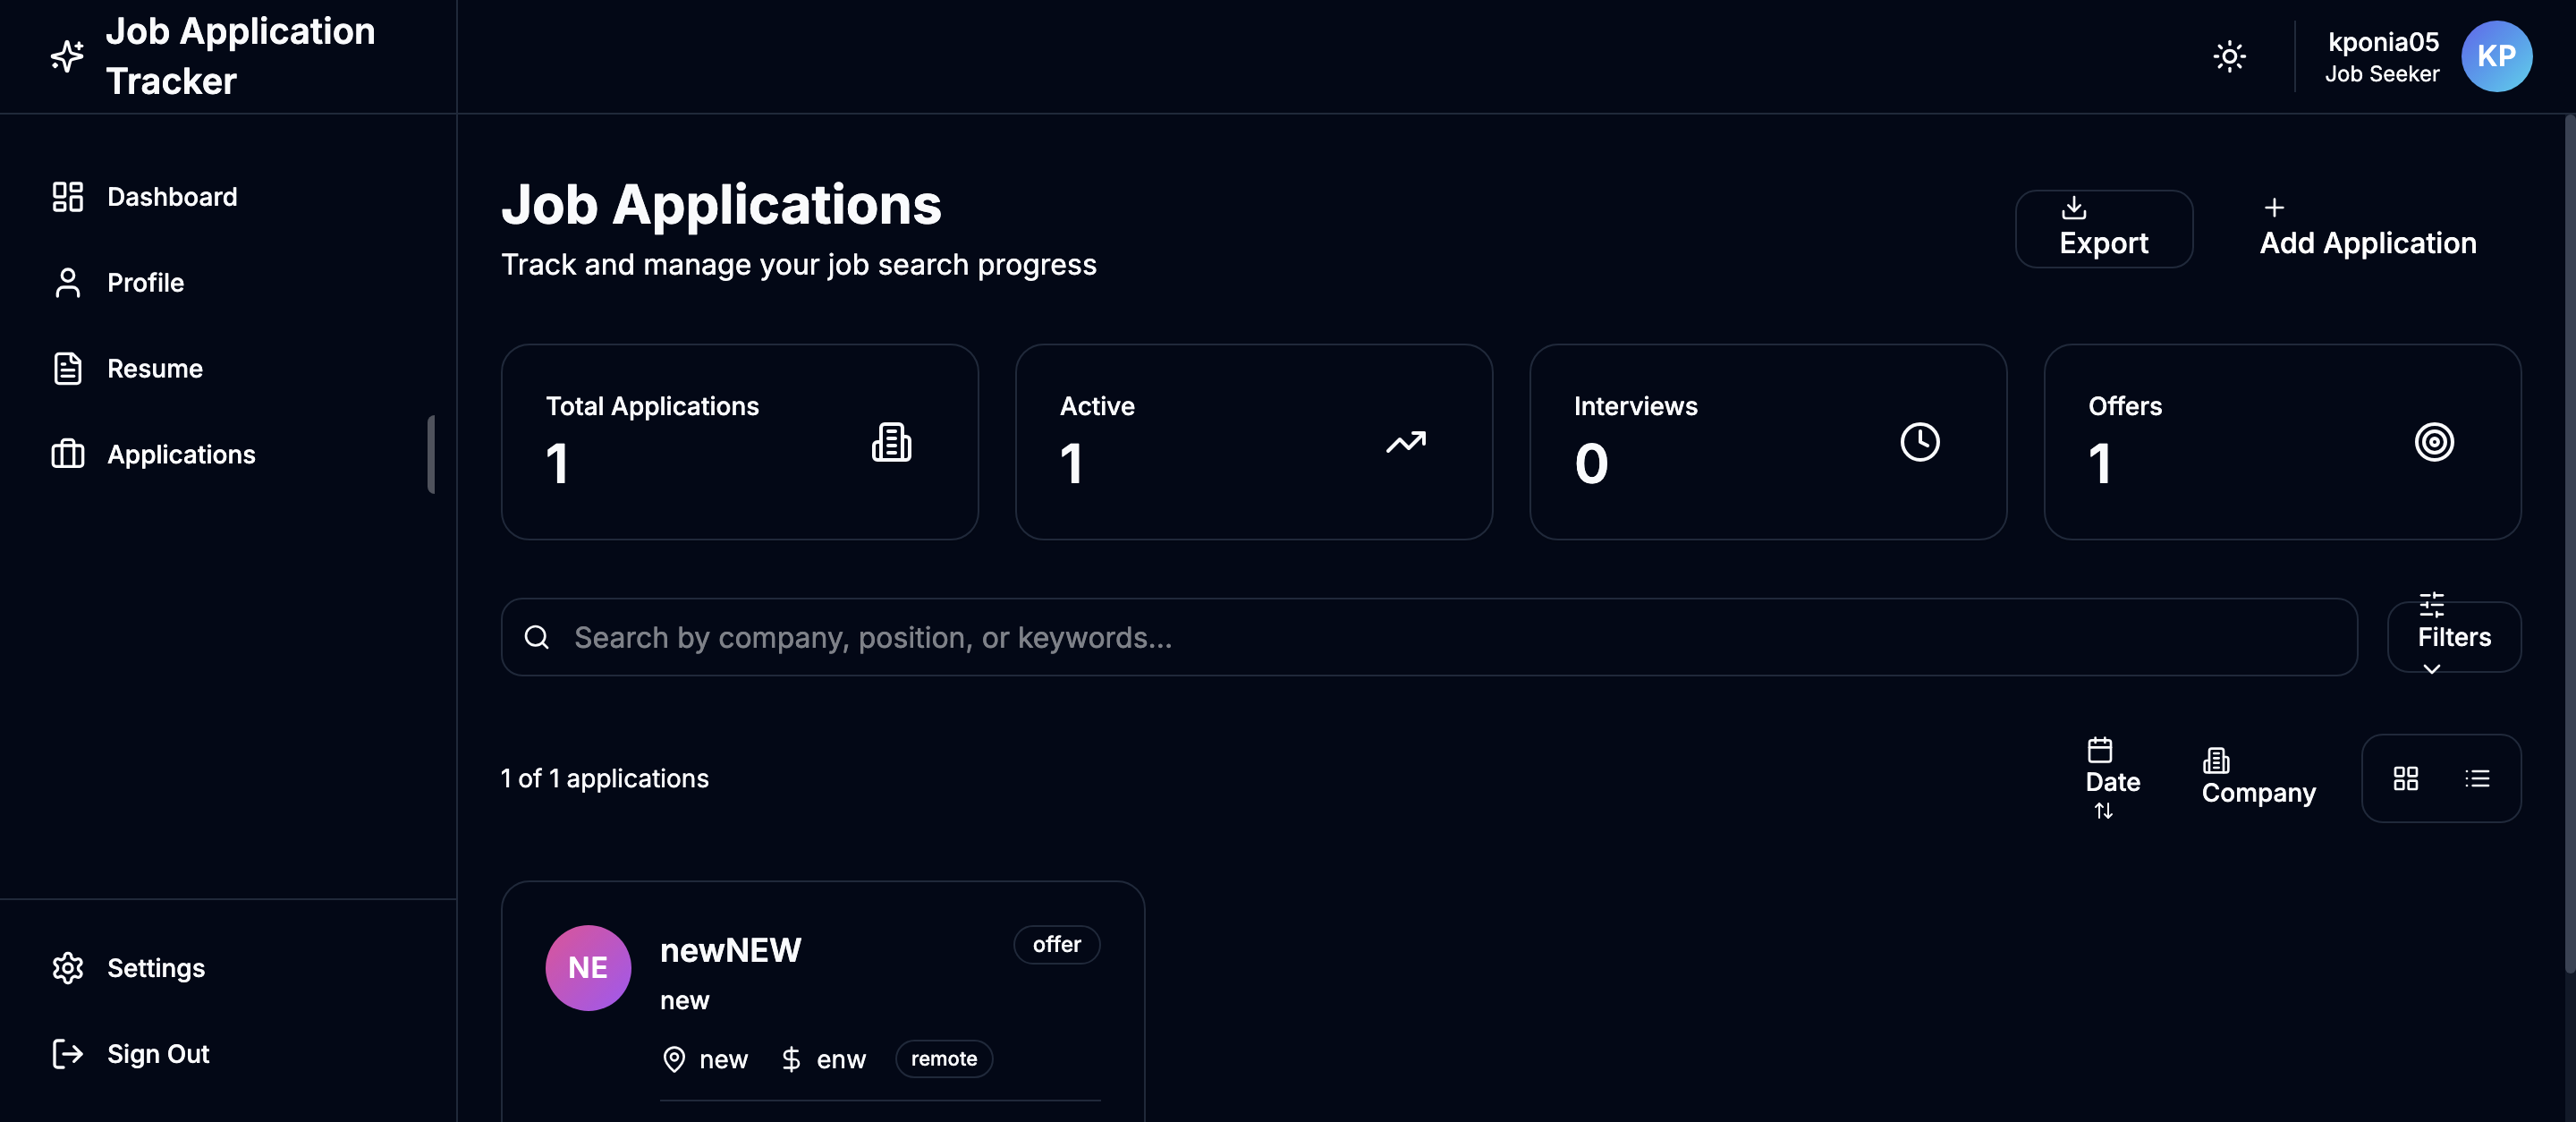 Job Application
Tracker
kponia05
Job Seeker
KP
Dashboard
Profile
Resume
Applications
Settings
Sign Out
Job Applications
Track and manage your job search progress
Export
Add Application
Total Applications
1
Active
1
Interviews
0
Offers
1
Search by company, position, or keywords...
Filters
1 of 1 applications
Date
Company
NE
newNEW
offer
new
new
$ enw
remote